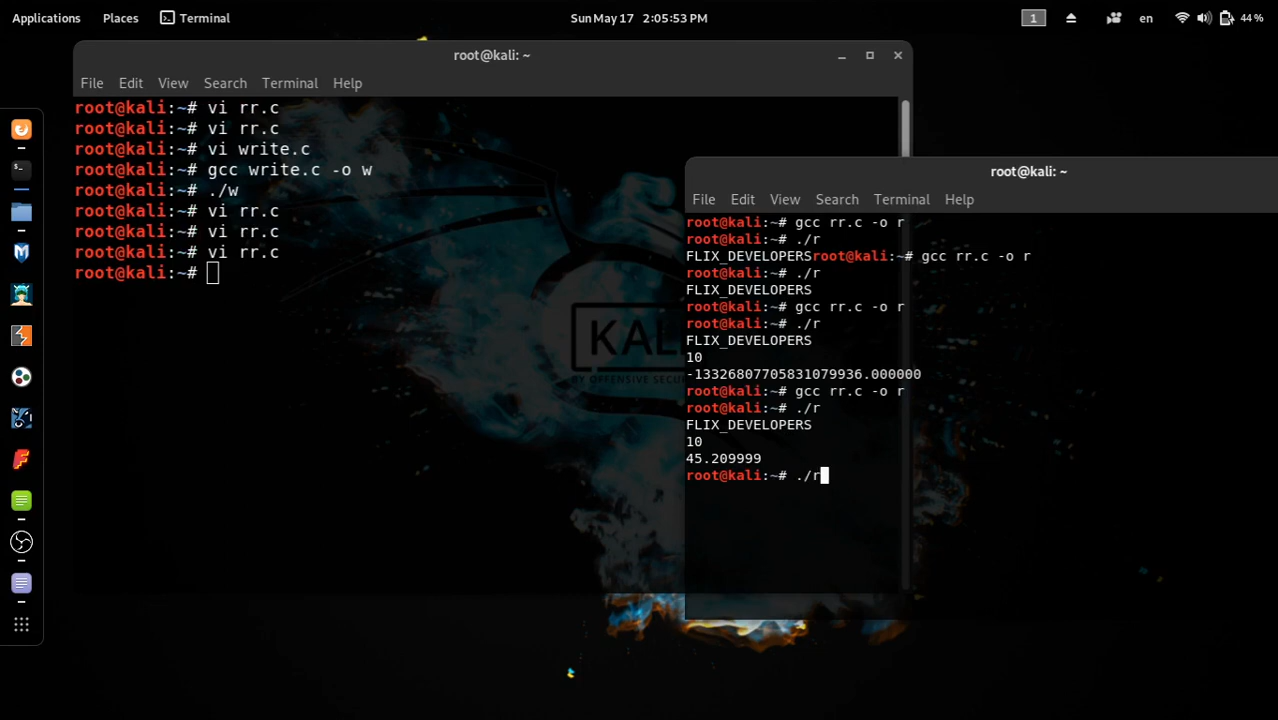 Applications Places Terminal Sun May 17 2:05:53 PM 1 en 44 %
root@kali: ~
File Edit View Search Terminal Help
root@kali:~# vi rr.c
root@kali:~# vi rr.c
root@kali:~# vi write.c
root@kali:~# gcc write.c -o w
root@kali:~# ./w
root@kali:~# vi rr.c
root@kali:~# vi rr.c
root@kali:~# vi rr.c
root@kali:~#
root@kali: ~
File Edit View Search Terminal Help
root@kali:~# gcc rr.c -o r
root@kali:~# ./r
FLIX_DEVELOPERSroot@kali:~# gcc rr.c -o r
root@kali:~# ./r
FLIX_DEVELOPERS
root@kali:~# gcc rr.c -o r
root@kali:~# ./r
FLIX_DEVELOPERS
10
-13326807705831079936.000000
root@kali:~# gcc rr.c -o r
root@kali:~# ./r
FLIX_DEVELOPERS
10
45.209999
root@kali:~# ./r
KAL
BY OFFENSIVE SECU